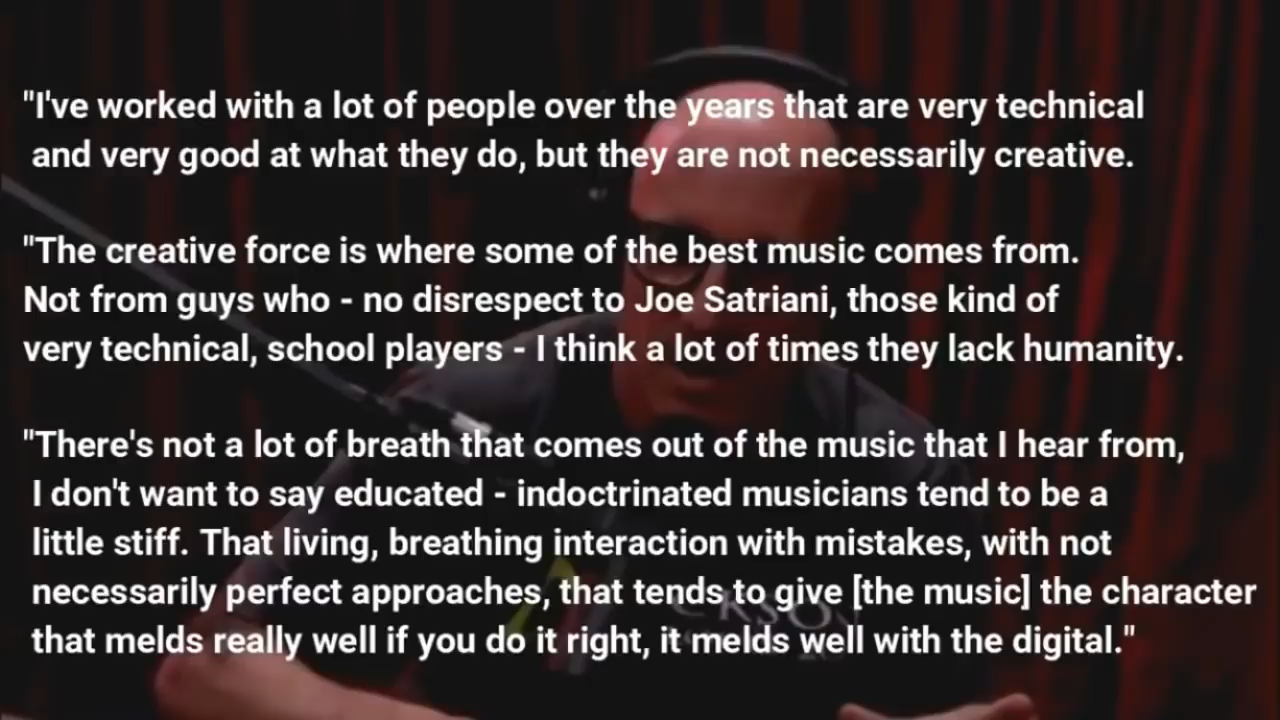 "I've worked with a lot of people over the years that are very technical
and very good at what they do, but they are not necessarily creative.
"The creative force is where some of the best music comes from.
Not from guys who - no disrespect to Joe Satriani, those kind of
very technical, school players - I think a lot of times they lack humanity.
"There's not a lot of breath that comes out of the music that I hear from,
I don't want to say educated - indoctrinated musicians tend to be a
little stiff. That living, breathing interaction with mistakes, with not
necessarily perfect approaches, that tends to give [the music] the character
that melds really well if you do it right, it melds well with the digital."